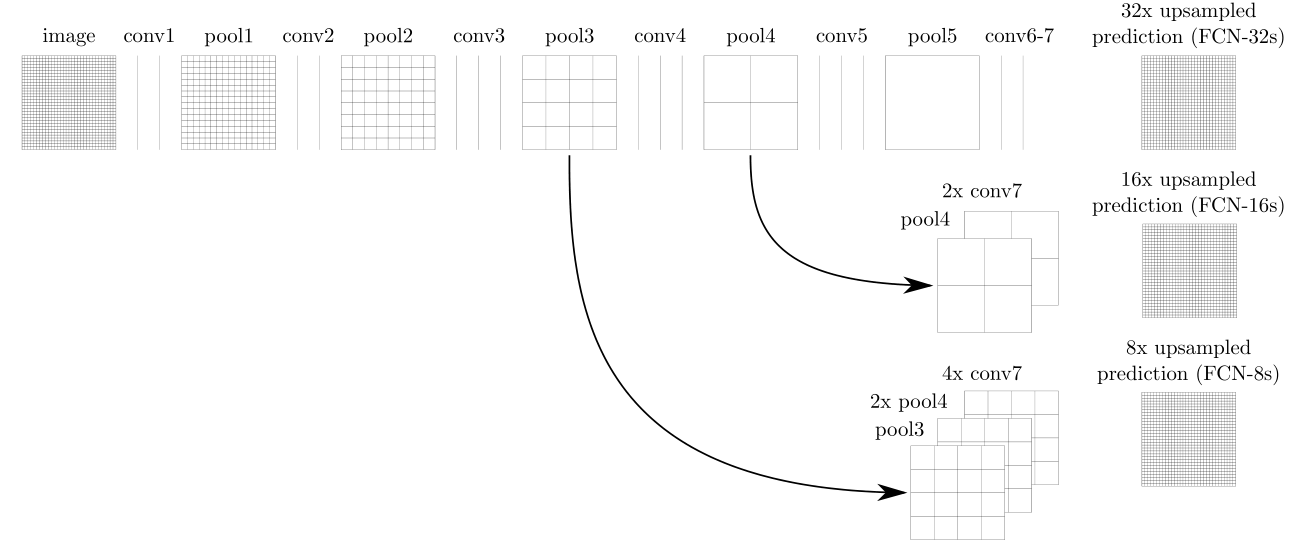 image conv1 pool1 conv2 pool2 conv3 pool3 conv4 pool4 conv5 pool5 conv6-7
32x upsampled
prediction (FCN-32s)
16x upsampled
prediction (FCN-16s)
2x conv7
pool4
8x upsampled
prediction (FCN-8s)
4x conv7
2x pool4
pool3